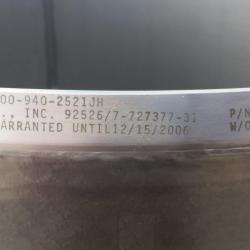 00-940-2521JH
., INC. 92526/7-727377-31 P/N
ARRANTED UNTIL12/15/2006 W/O